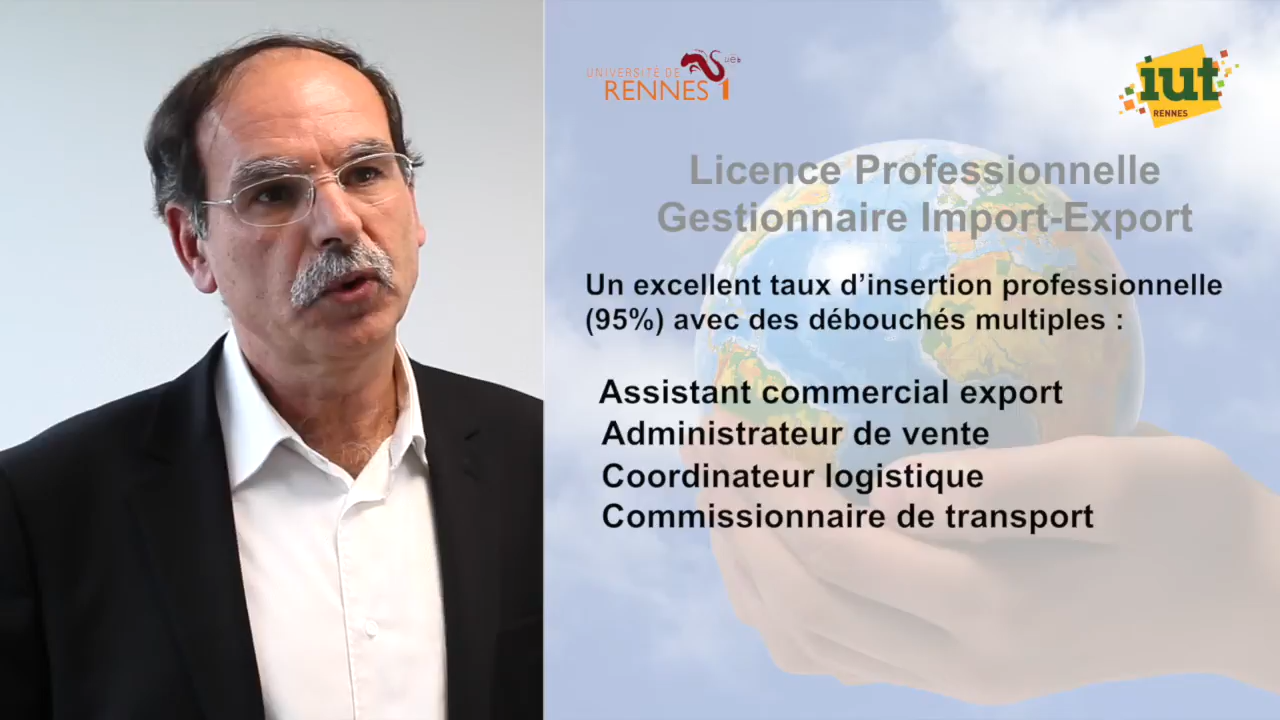 UNIVERSITÉ DE
RENNES 1
ueb
iut
RENNES
Licence Professionnelle
Gestionnaire Import-Export
Un excellent taux d’insertion professionnelle
(95%) avec des débouchés multiples :
Assistant commercial export
Administrateur de vente
Coordinateur logistique
Commissionnaire de transport